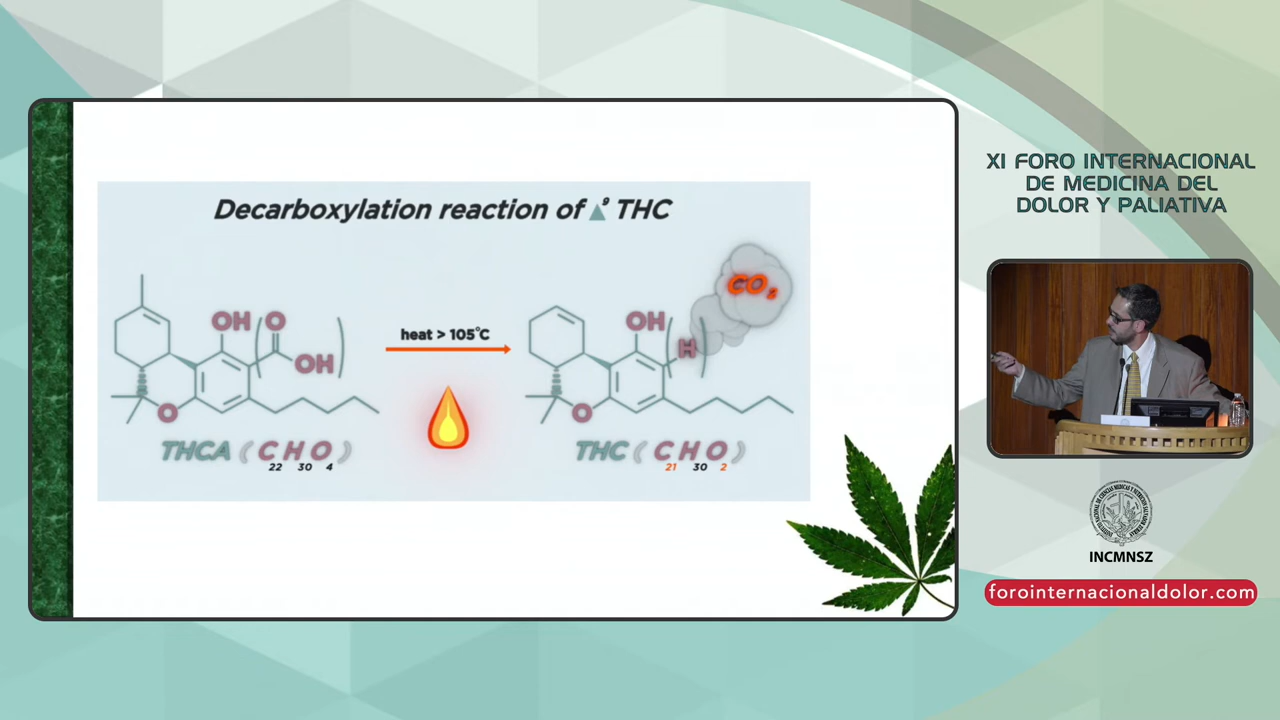 Decarboxylation reaction of Δ⁹ THC
OH
O
OH
O
heat > 105°C
OH
H
CO₂
O
THCA (C₂₂H₃₀O₄)
THC (C₂₁H₃₀O₂)
XI FORO INTERNACIONAL
DE MEDICINA DEL
DOLOR Y PALIATIVA
INCMNSZ
forointernacionaldolor.com